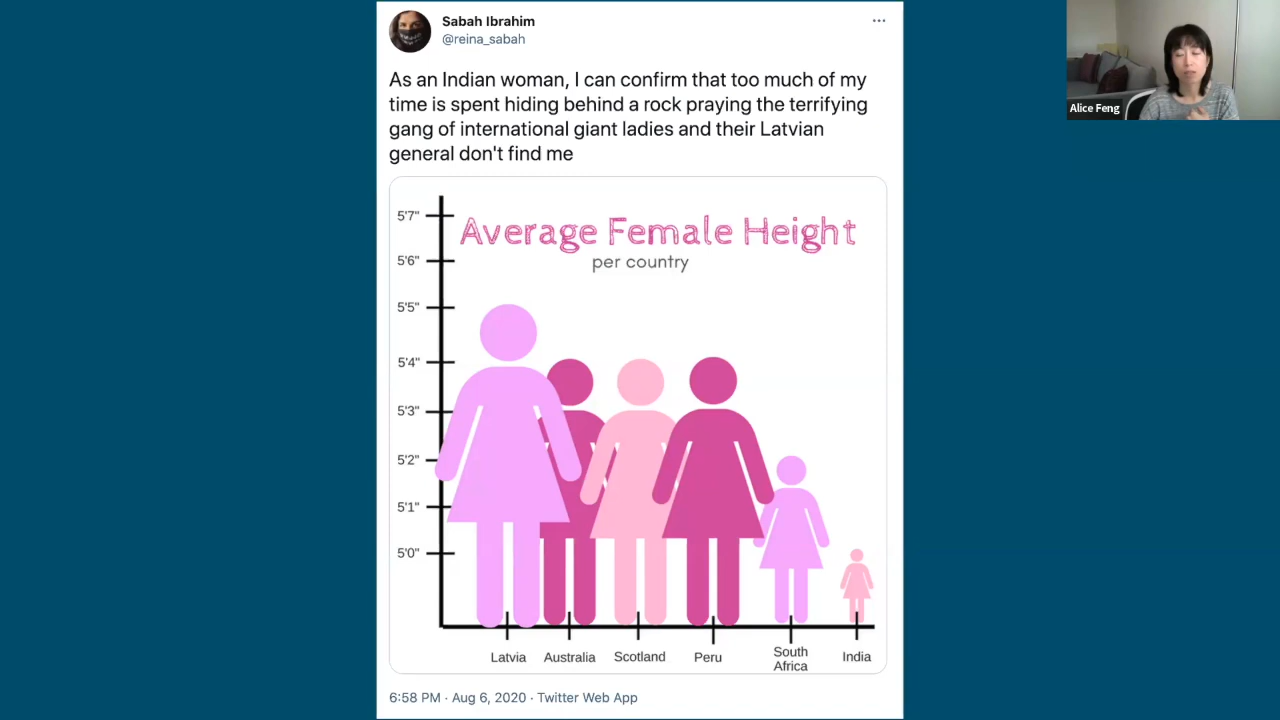 Sabah Ibrahim
@reina_sabah
...
As an Indian woman, I can confirm that too much of my
time is spent hiding behind a rock praying the terrifying
gang of international giant ladies and their Latvian
general don't find me
Average Female Height
per country
5'7"
5'6"
5'5"
5'4"
5'3"
5'2"
5'1"
5'0"
Latvia
Australia
Scotland
Peru
South
Africa
India
6:58 PM · Aug 6, 2020 · Twitter Web App
Alice Feng